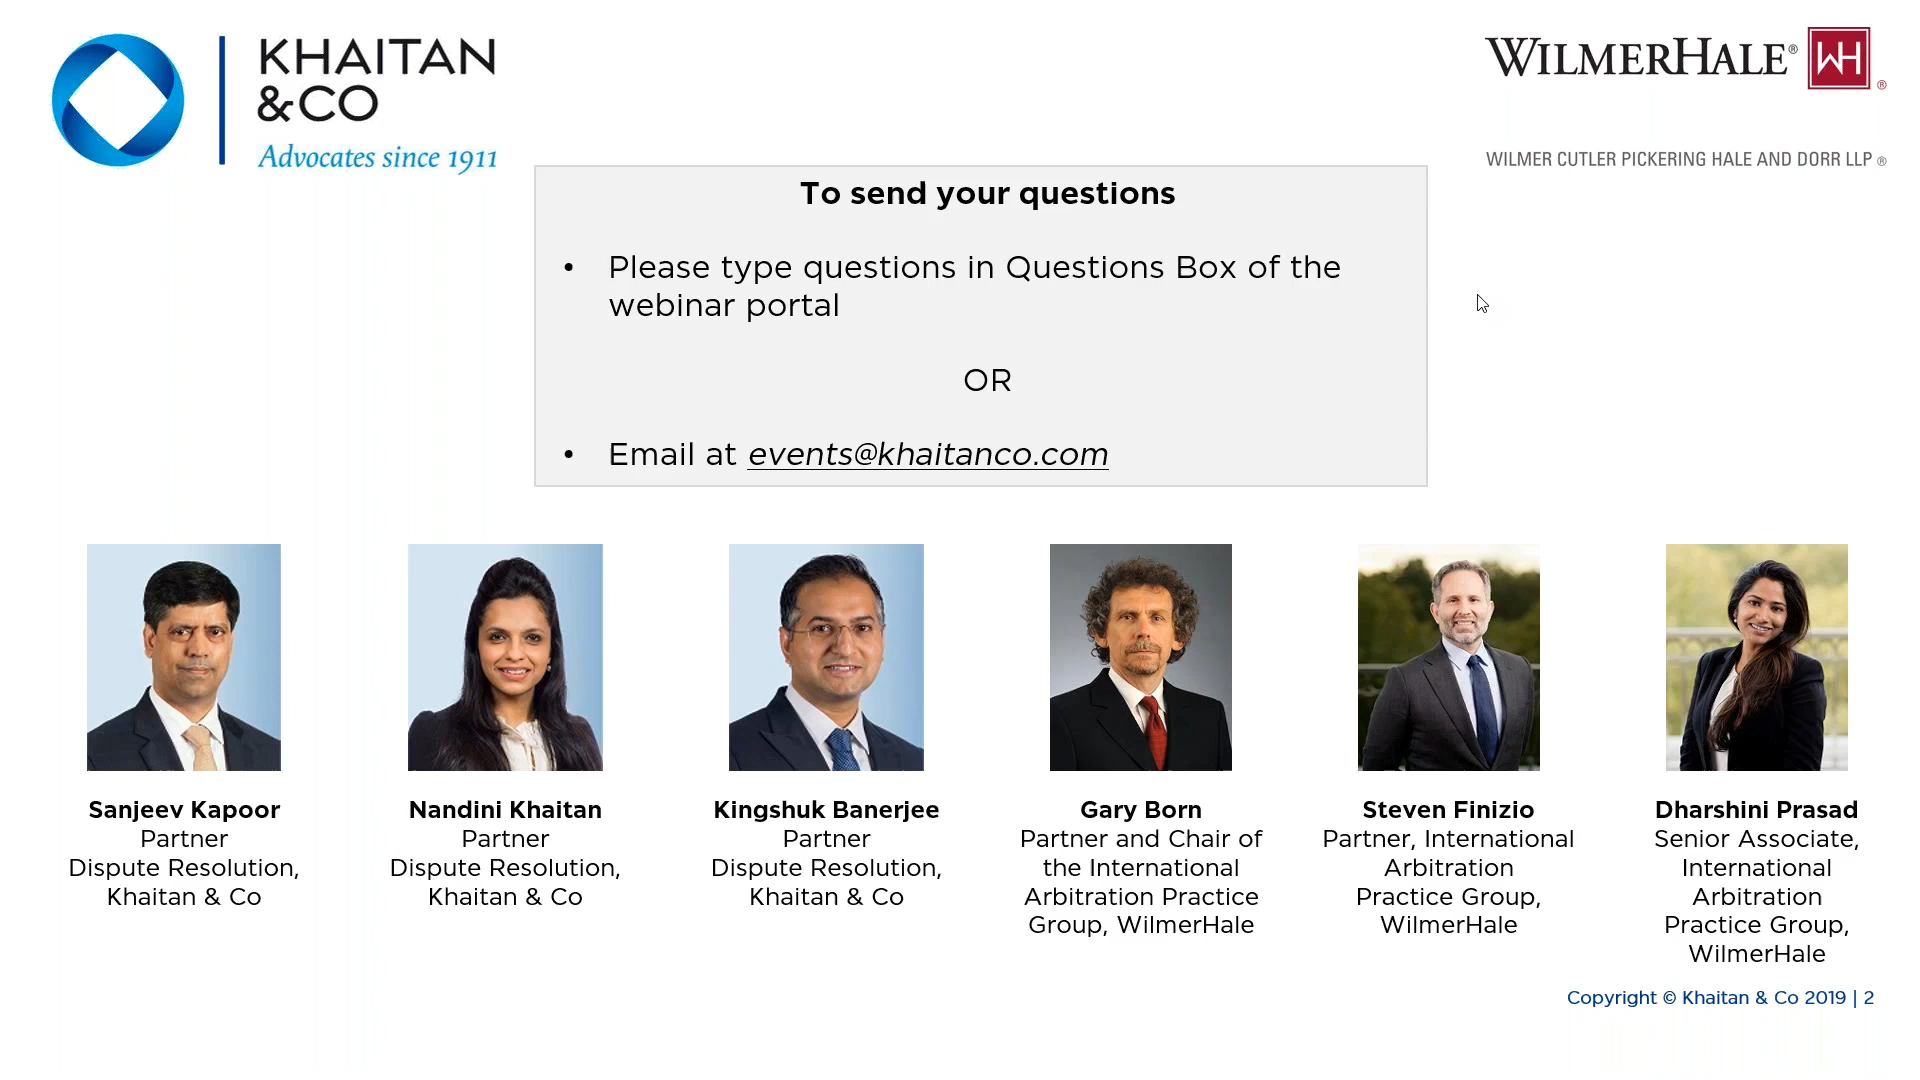 KHAITAN
&CO
Advocates since 1911
WILMERHALE® WH ®
WILMER CUTLER PICKERING HALE AND DORR LLP ®
To send your questions
• Please type questions in Questions Box of the
webinar portal
OR
• Email at events@khaitanco.com
Sanjeev Kapoor
Partner
Dispute Resolution,
Khaitan & Co
Nandini Khaitan
Partner
Dispute Resolution,
Khaitan & Co
Kingshuk Banerjee
Partner
Dispute Resolution,
Khaitan & Co
Gary Born
Partner and Chair of
the International
Arbitration Practice
Group, WilmerHale
Steven Finizio
Partner, International
Arbitration
Practice Group,
WilmerHale
Dharshini Prasad
Senior Associate,
International
Arbitration
Practice Group,
WilmerHale
Copyright © Khaitan & Co 2019 | 2